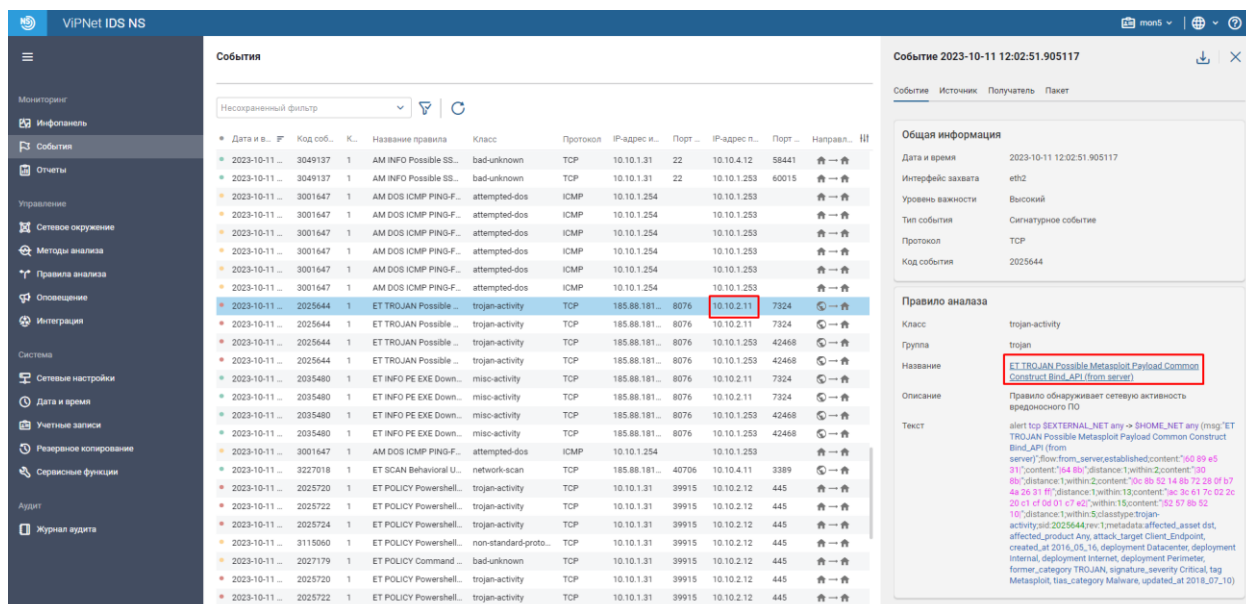 ViPNet IDS NS
mon5
Мониторинг
Инфопанель
События
Отчеты
Управление
Сетевое окружение
Методы анализа
Правила анализа
Оповещение
Интеграция
Система
Сетевые настройки
Дата и время
Учетные записи
Резервное копирование
Сервисные функции
Аудит
Журнал аудита
События
Несохраненный фильтр
Дата и в... Код соб... К... Название правила Класс Протокол IP-адрес и... Порт ... IP-адрес п... Порт ... Направл...
2023-10-11 ... 3049137 1 AM INFO Possible SS... bad-unknown TCP 10.10.1.31 22 10.10.4.12 58441
2023-10-11 ... 3049137 1 AM INFO Possible SS... bad-unknown TCP 10.10.1.31 22 10.10.1.253 60015
2023-10-11 ... 3001647 1 AM DOS ICMP PING-F... attempted-dos ICMP 10.10.1.254 10.10.1.253
2023-10-11 ... 3001647 1 AM DOS ICMP PING-F... attempted-dos ICMP 10.10.1.254 10.10.1.253
2023-10-11 ... 3001647 1 AM DOS ICMP PING-F... attempted-dos ICMP 10.10.1.254 10.10.1.253
2023-10-11 ... 3001647 1 AM DOS ICMP PING-F... attempted-dos ICMP 10.10.1.254 10.10.1.253
2023-10-11 ... 3001647 1 AM DOS ICMP PING-F... attempted-dos ICMP 10.10.1.254 10.10.1.253
2023-10-11 ... 3001647 1 AM DOS ICMP PING-F... attempted-dos ICMP 10.10.1.254 10.10.1.253
2023-10-11 ... 2025644 1 ET TROJAN Possible ... trojan-activity TCP 185.88.181... 8076 10.10.2.11 7324
2023-10-11 ... 2025644 1 ET TROJAN Possible ... trojan-activity TCP 185.88.181... 8076 10.10.2.11 7324
2023-10-11 ... 2025644 1 ET TROJAN Possible ... trojan-activity TCP 185.88.181... 8076 10.10.1.253 42468
2023-10-11 ... 2025644 1 ET TROJAN Possible ... trojan-activity TCP 185.88.181... 8076 10.10.1.253 42468
2023-10-11 ... 2035480 1 ET INFO PE EXE Down... misc-activity TCP 185.88.181... 8076 10.10.2.11 7324
2023-10-11 ... 2035480 1 ET INFO PE EXE Down... misc-activity TCP 185.88.181... 8076 10.10.2.11 7324
2023-10-11 ... 2035480 1 ET INFO PE EXE Down... misc-activity TCP 185.88.181... 8076 10.10.1.253 42468
2023-10-11 ... 2035480 1 ET INFO PE EXE Down... misc-activity TCP 185.88.181... 8076 10.10.1.253 42468
2023-10-11 ... 3001647 1 AM DOS ICMP PING-F... attempted-dos ICMP 10.10.1.254 10.10.1.253
2023-10-11 ... 3227018 1 ET SCAN Behavioral U... network-scan TCP 185.88.181... 40706 10.10.4.11 3389
2023-10-11 ... 2025720 1 ET POLICY Powershell... trojan-activity TCP 10.10.1.31 39915 10.10.2.12 445
2023-10-11 ... 2025722 1 ET POLICY Powershell... trojan-activity TCP 10.10.1.31 39915 10.10.2.12 445
2023-10-11 ... 2025724 1 ET POLICY Powershell... trojan-activity TCP 10.10.1.31 39915 10.10.2.12 445
2023-10-11 ... 3115060 1 ET POLICY Powershell... non-standard-proto... TCP 10.10.1.31 39915 10.10.2.12 445
2023-10-11 ... 2027179 1 ET POLICY Command ... bad-unknown TCP 10.10.1.31 39915 10.10.2.12 445
2023-10-11 ... 2025720 1 ET POLICY Powershell... trojan-activity TCP 10.10.1.31 39915 10.10.2.12 445
2023-10-11 ... 2025722 1 ET POLICY Powershell... trojan-activity TCP 10.10.1.31 39915 10.10.2.12 445
Событие 2023-10-11 12:02:51.905117
Событие Источник Получатель Пакет
Общая информация
Дата и время 2023-10-11 12:02:51.905117
Интерфейс захвата eth2
Уровень важности Высокий
Тип события Сигнатурное событие
Протокол TCP
Код события 2025644
Правило анализа
Класс trojan-activity
Группа trojan
Название ET TROJAN Possible Metasploit Payload Common
Construct Bind_API (from server)
Описание Правило обнаруживает сетевую активность
вредоносного ПО
Текст alert tcp $EXTERNAL_NET any -> $HOME_NET any (msg:"ET
TROJAN Possible Metasploit Payload Common Construct
Bind_API (from
server)";flow:from_server,established;content:"|60 89 e5
31|";content:"|64 8b|";distance:1;within:2;content:"|30
8b|";distance:1;within:2;content:"|0c 8b 52 14 8b 72 28 0f b7
4a 26 31 ff|";distance:1;within:13;content:"|ac 3c 61 7c 02 2c
20 c1 cf 0d 01 c7 e2|";within:15;content:"|52 57 8b 52
10|";distance:1;within:5;classtype:trojan-
activity;sid:2025644;rev:1;metadata:affected_asset dst,
affected_product Any, attack_target Client_Endpoint,
created_at 2016_05_16, deployment Datacenter, deployment
Internal, deployment Internet, deployment Perimeter,
former_category TROJAN, signature_severity Critical, tag
Metasploit, tias_category Malware, updated_at 2018_07_10)